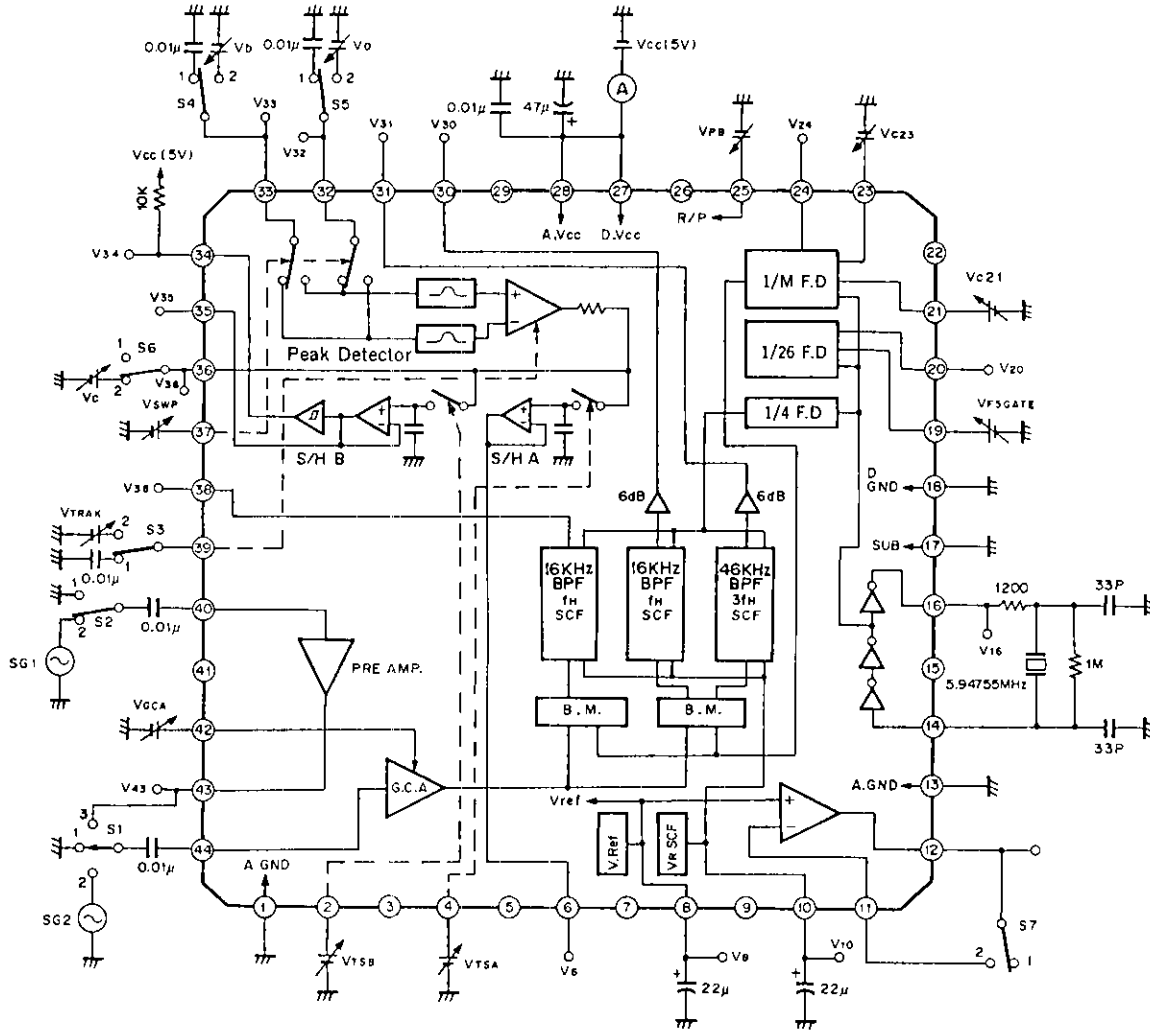 0.01μ
Vb
0.01μ
Va
Vcc(5V)
A
1
2
S4
1
2
S5
V33
V32
V31
V30
0.01μ
47μ
+
VPB
V24
VC23
Vcc(5V)
10K
33
32
31
30
29
28
27
26
25
24
23
R/P
A.Vcc
D.Vcc
V34
34
22
1/M F.D
V35
35
+
−
VC21
21
Peak Detector
1/26 F.D
1
S6
2
Vc
V36
36
20
V20
VSWP
37
+
−
S/H B
+
−
S/H A
1/4 F.D
19
VFSGATE
V38
38
6dB
6dB
D
GND
18
VTRAK
2
S3
1
0.01μ
39
SUB
17
16KHz
BPF
fH
SCF
16KHz
BPF
fH
SCF
46KHz
BPF
3fH
SCF
1
S2
2
0.01μ
40
16
1200
33P
V16
SG1
PRE AMP.
41
15
5.94755MHz
1M
B.M.
B.M.
VGCA
42
14
33P
V43
43
G.C.A
A.GND
13
Vref
+
−
3
1
S1
2
0.01μ
44
V.Ref
VR SCF
12
A GND
SG2
1
2
3
4
5
6
7
8
9
10
11
S7
2
1
VTSB
VTSA
V6
V8
V10
+
22μ
+
22μ